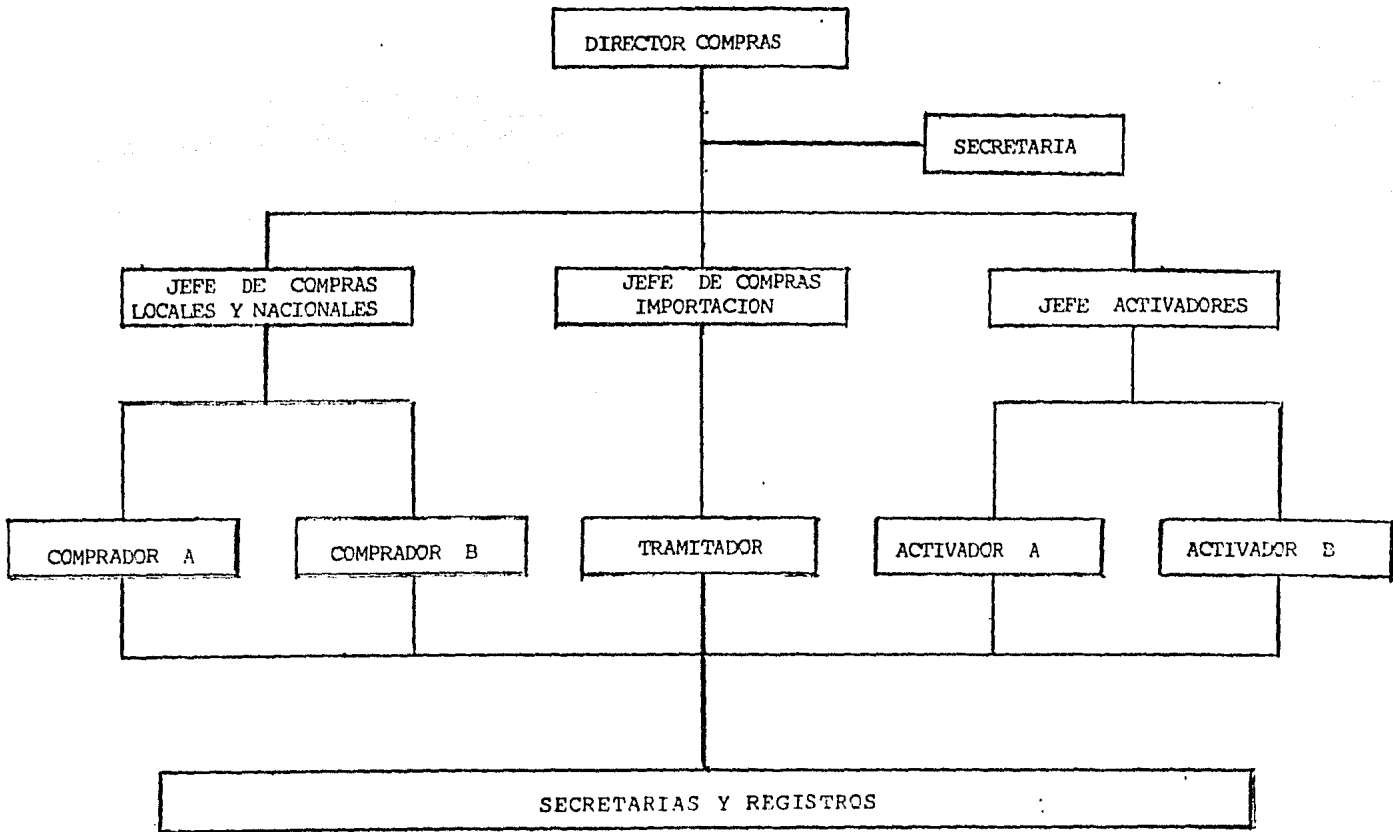 DIRECTOR COMPRAS
SECRETARIA
JEFE DE COMPRAS
LOCALES Y NACIONALES
JEFE DE COMPRAS
IMPORTACION
JEFE ACTIVADORES
COMPRADOR A
COMPRADOR B
TRAMITADOR
ACTIVADOR A
ACTIVADOR B
SECRETARIAS Y REGISTROS